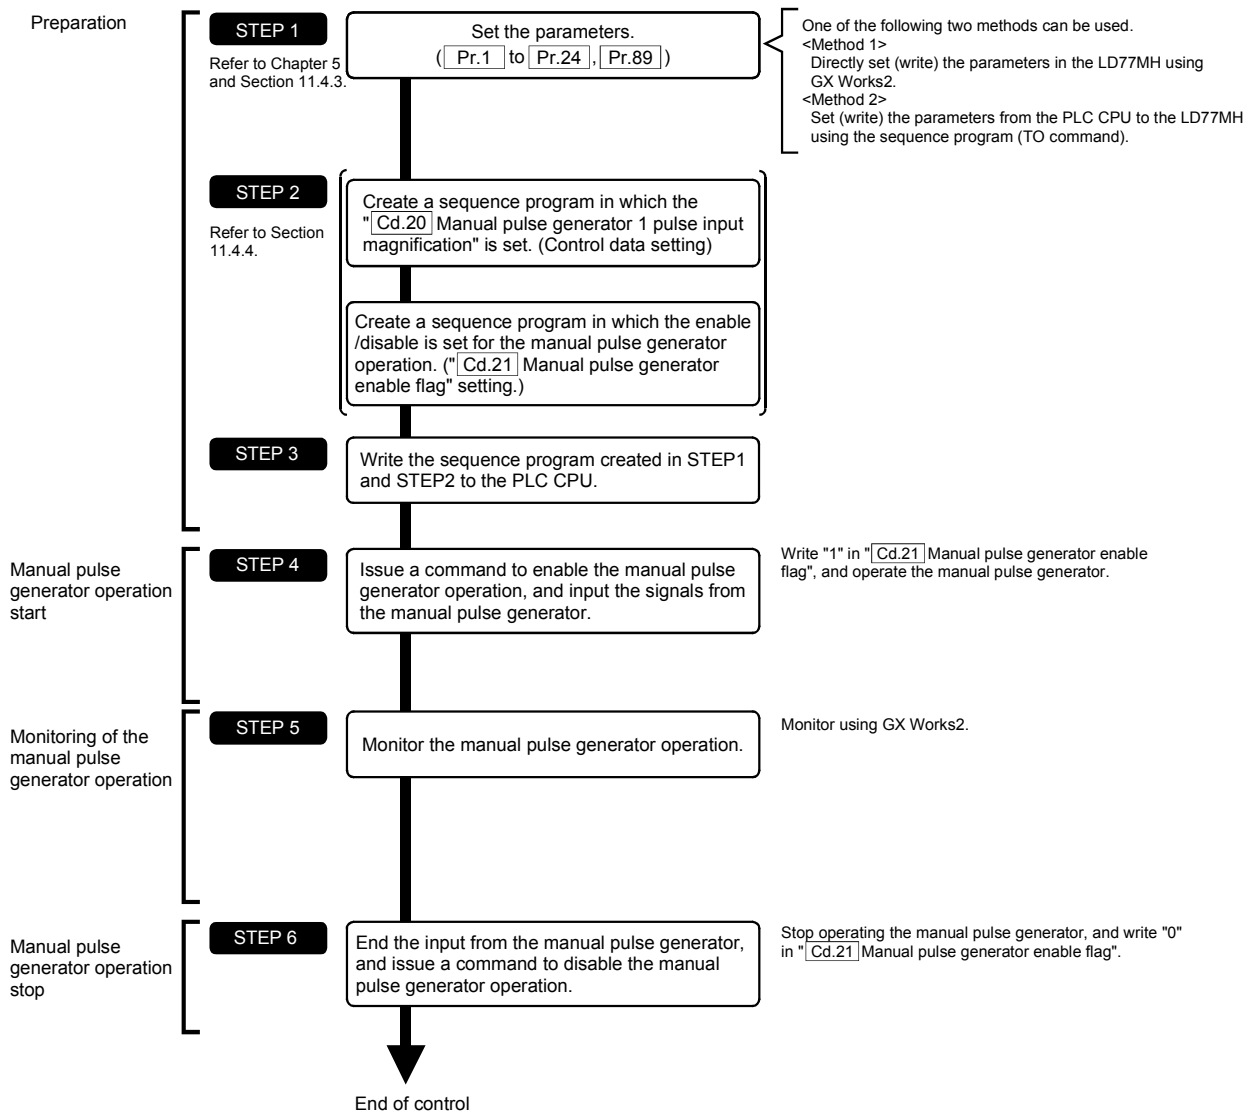 Preparation
STEP 1
Refer to Chapter 5
and Section 11.4.3.
Set the parameters.
( Pr.1 to Pr.24 , Pr.89 )
One of the following two methods can be used.
<Method 1>
Directly set (write) the parameters in the LD77MH using
GX Works2.
<Method 2>
Set (write) the parameters from the PLC CPU to the LD77MH
using the sequence program (TO command).
STEP 2
Refer to Section
11.4.4.
Create a sequence program in which the
" Cd.20 Manual pulse generator 1 pulse input
magnification" is set. (Control data setting)
Create a sequence program in which the enable
/disable is set for the manual pulse generator
operation. (" Cd.21 Manual pulse generator
enable flag" setting.)
STEP 3
Write the sequence program created in STEP1
and STEP2 to the PLC CPU.
Manual pulse
generator operation
start
STEP 4
Issue a command to enable the manual pulse
generator operation, and input the signals from
the manual pulse generator.
Write "1" in " Cd.21 Manual pulse generator enable
flag", and operate the manual pulse generator.
Monitoring of the
manual pulse
generator operation
STEP 5
Monitor the manual pulse generator operation.
Monitor using GX Works2.
Manual pulse
generator operation
stop
STEP 6
End the input from the manual pulse generator,
and issue a command to disable the manual
pulse generator operation.
Stop operating the manual pulse generator, and write "0"
in " Cd.21 Manual pulse generator enable flag".
End of control